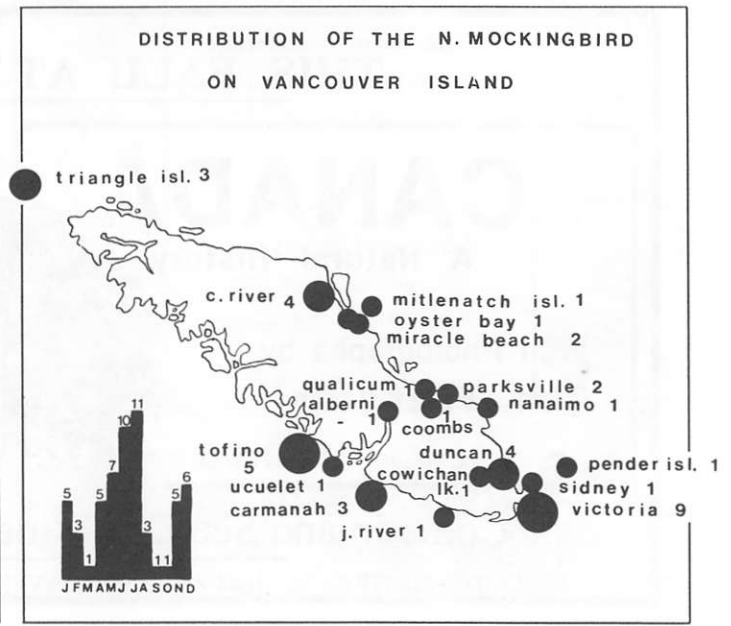 DISTRIBUTION OF THE N. MOCKINGBIRD
ON VANCOUVER ISLAND
triangle isl. 3
c. river 4
mitlenatch isl. 1
oyster bay 1
miracle beach 2
qualicum 1
parksville 2
alberni 1
-
1
coombs
nanaimo 1
tofino 5
duncan 4
cowichan lk. 1
pender isl. 1
ucuelet 1
sidney 1
carmanah 3
victoria 9
j. river 1
5 3 1 5 7 10 11 3 1 1 5 6
J F M A M J J A S O N D